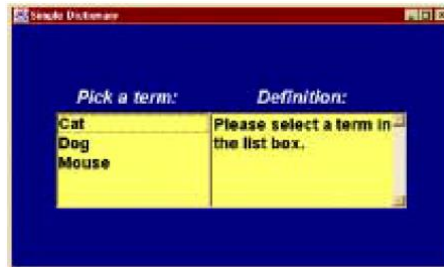 Simple Dictionary
Pick a term:
Definition:
Cat
Dog
Mouse
Please select a term in
the list box.